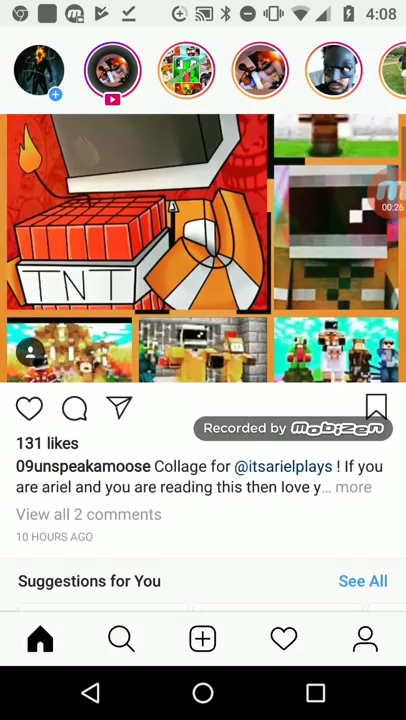 4:08
00:26
TNT
Recorded by mobizen
131 likes
09unspeakamoose Collage for @itsarielplays ! If you
are ariel and you are reading this then Iove y... more
View all 2 comments
10 HOURS AGO
Suggestions for You
See All